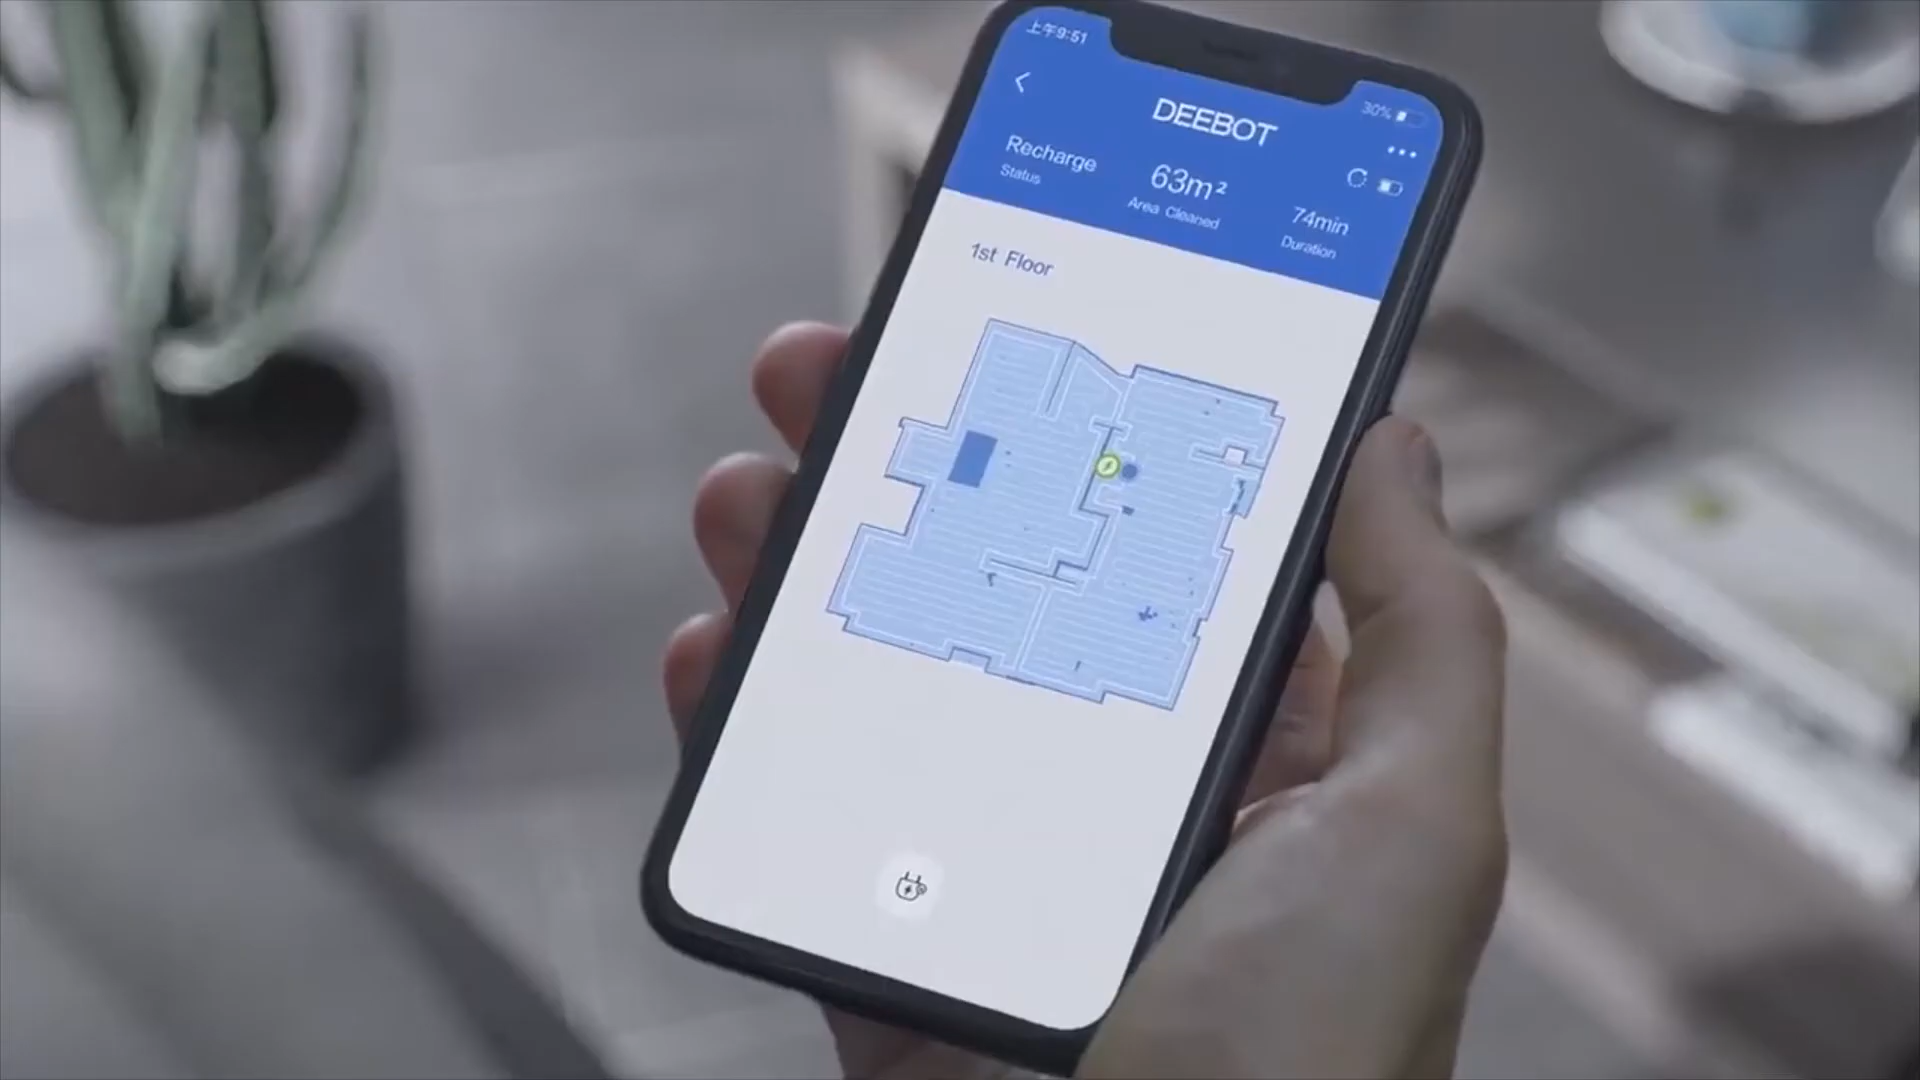 上午9:51
30%
DEEBOT
Recharge
Status
63m²
Area Cleaned
74min
Duration
1st Floor